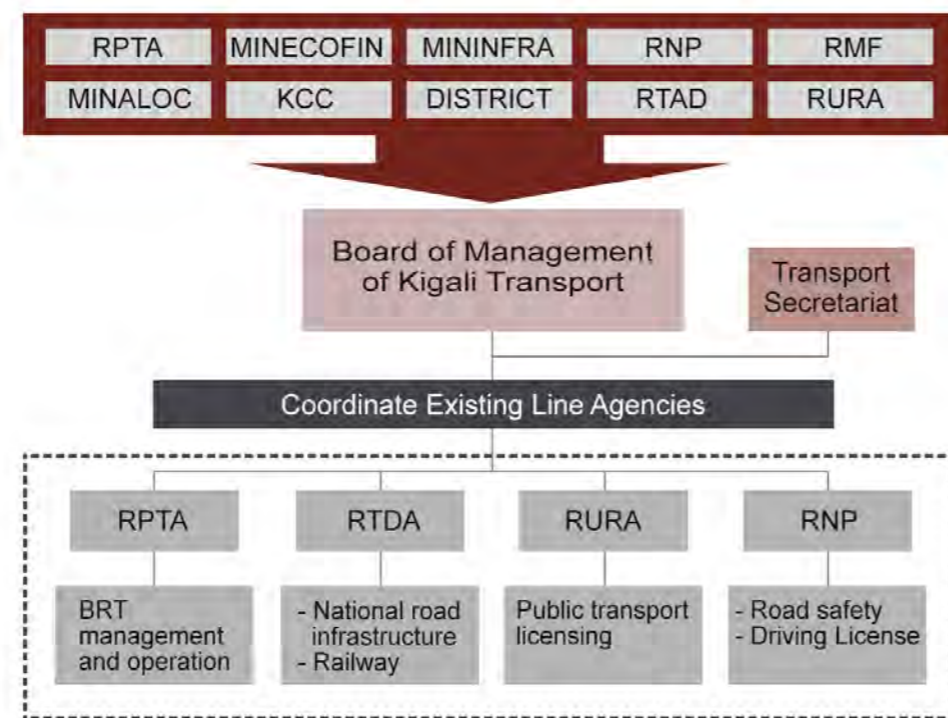 RPTA MINECOFIN MININFRA RNP RMF
MINALOC KCC DISTRICT RTAD RURA
Board of Management
of Kigali Transport
Transport
Secretariat
Coordinate Existing Line Agencies
RPTA RTDA RURA RNP
BRT
management
and operation
- National road
infrastructure
- Railway
Public transport
licensing
- Road safety
- Driving License